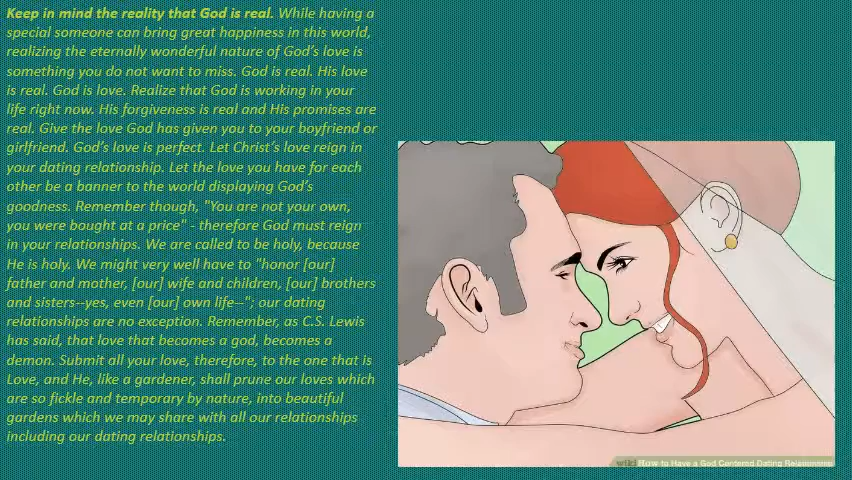 Keep in mind the reality that God is real. While having a
special someone can bring great happiness in this world,
realizing the eternally wonderful nature of God's love is
something you do not want to miss. God is real. His love
is real. God is love. Realize that God is working in your
life right now. His forgiveness is real and His promises are
real. Give the love God has given you to your boyfriend or
girlfriend. God's love is perfect. Let Christ's love reign in
your dating relationship. Let the love you have for each
other be a banner to the world displaying God's
goodness. Remember though, "You are not your own,
you were bought at a price" - therefore God must reign
in your relationships. We are called to be holy, because
He is holy. We might very well have to "honor [our]
father and mother, [our] wife and children, [our] brothers
and sisters--yes, even [our] own life--"; our dating
relationships are no exception. Remember, as C.S. Lewis
has said, that love that becomes a god, becomes a
demon. Submit all your love, therefore, to the one that is
Love, and He, like a gardener, shall prune our loves which
are so fickle and temporary by nature, into beautiful
gardens which we may share with all our relationships
including our dating relationships.
wiki How to Have a God Centered Dating Relationship